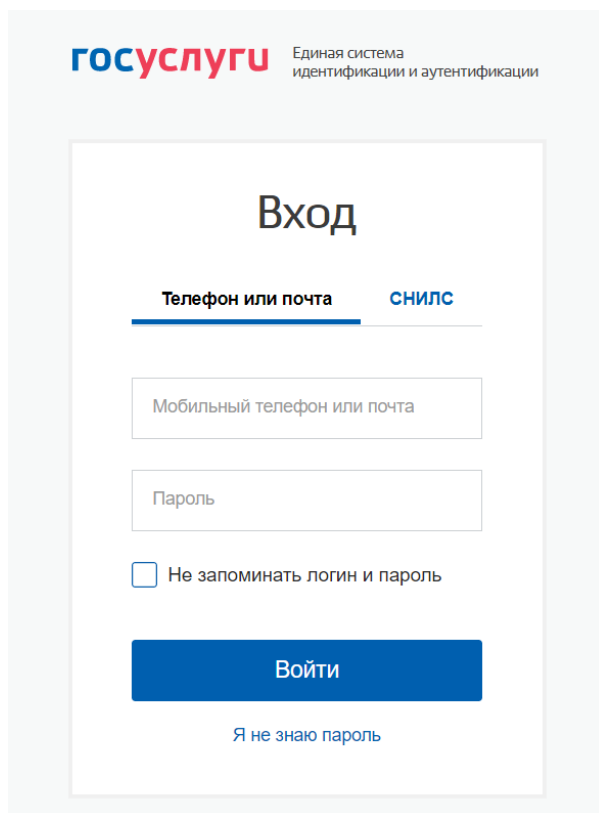 госуслуги
Единая система
идентификации и аутентификации
Вход
Телефон или почта СНИЛС
Мобильный телефон или почта
Пароль
Не запоминать логин и пароль
Войти
Я не знаю пароль